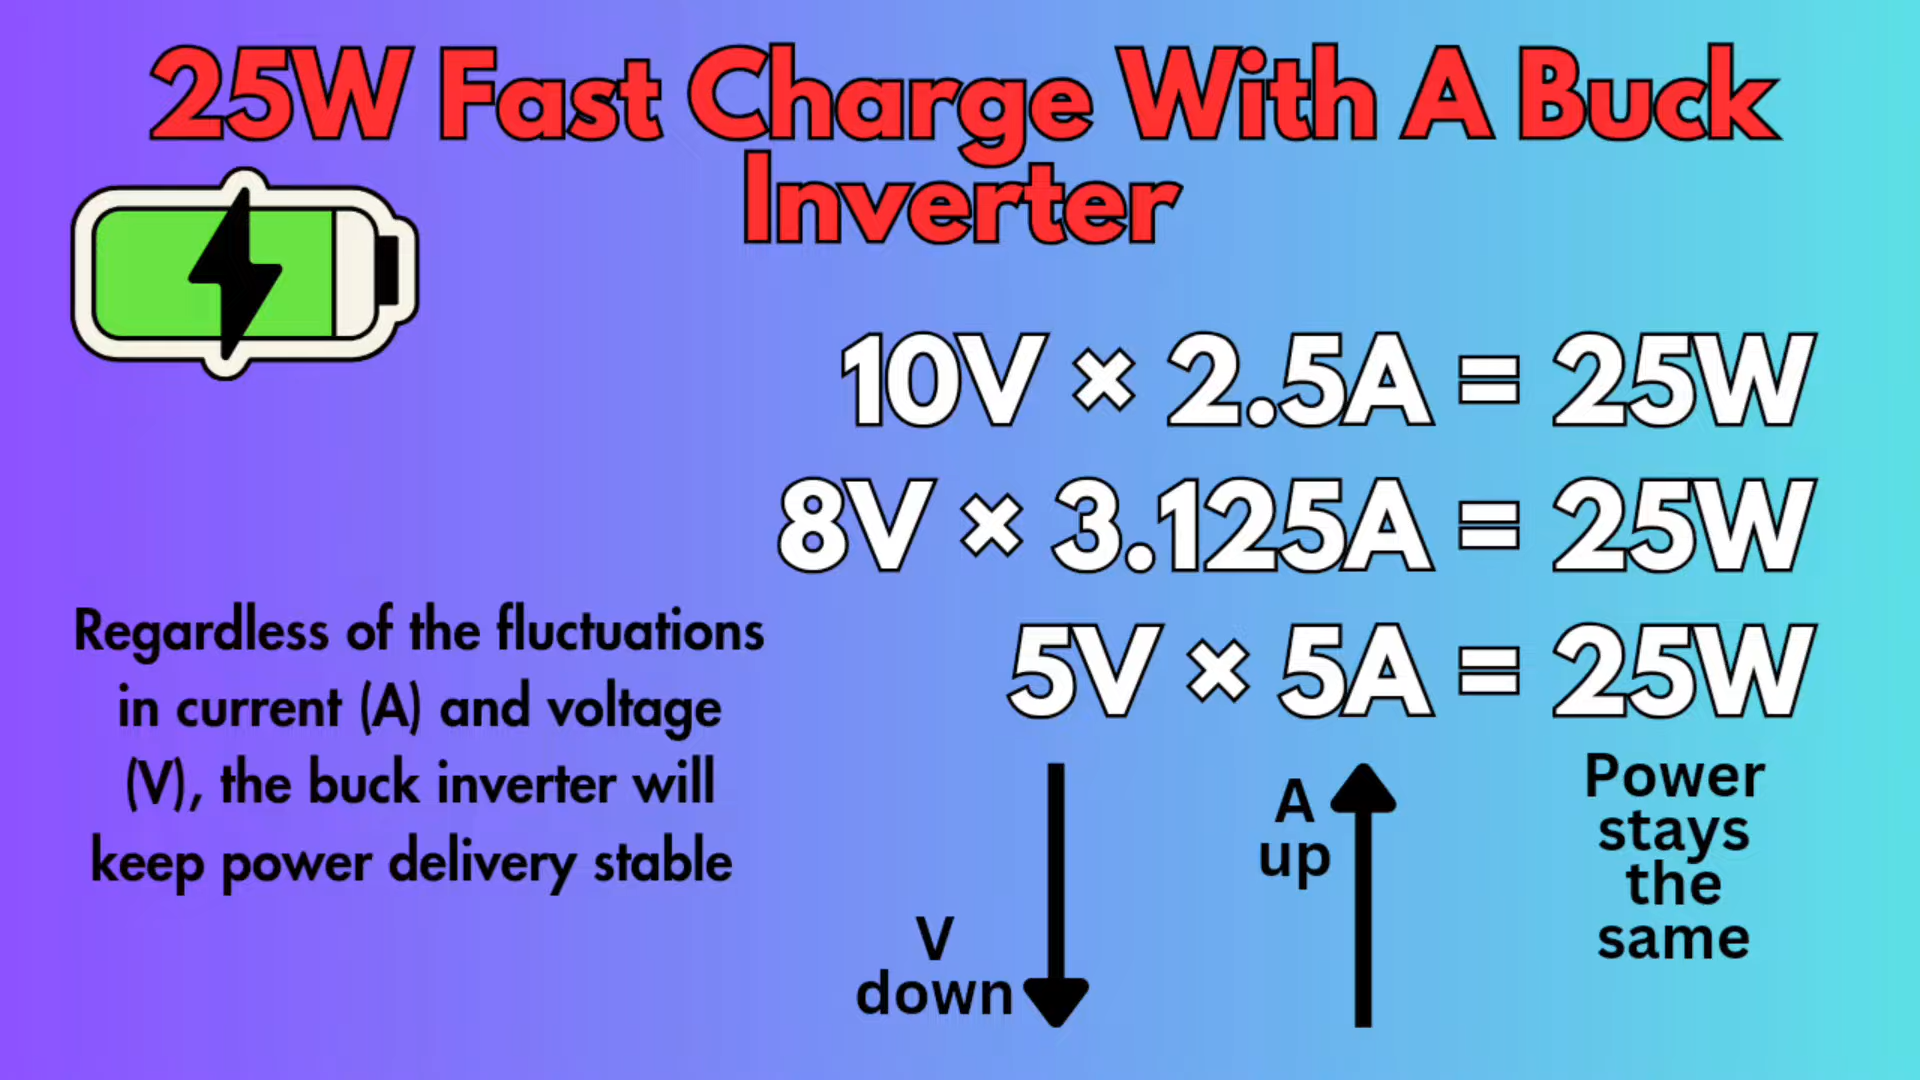 25W Fast Charge With A Buck
Inverter
10V × 2.5A = 25W
8V × 3.125A = 25W
5V × 5A = 25W
Regardless of the fluctuations
in current (A) and voltage
(V), the buck inverter will
keep power delivery stable
V
down
A
up
Power
stays
the
same